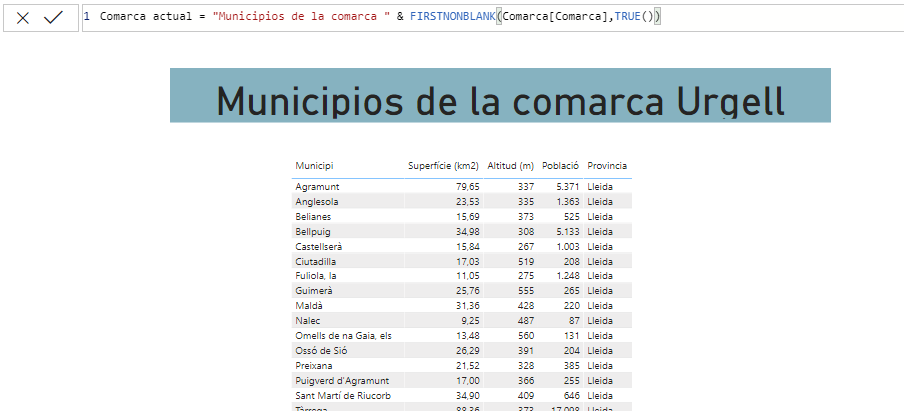 1 Comarca actual = "Municipios de la comarca " & FIRSTNONBLANK(Comarca[Comarca],TRUE())
Municipios de la comarca Urgell
Municipi Superfície (km2) Altitud (m) Població Provincia
Agramunt 79,65 337 5.371 Lleida
Anglesola 23,53 335 1.363 Lleida
Belianes 15,69 373 525 Lleida
Bellpuig 34,98 308 5.133 Lleida
Castellserà 15,84 267 1.003 Lleida
Ciutadilla 17,03 519 208 Lleida
Fuliola, la 11,05 275 1.248 Lleida
Guimerà 25,76 555 265 Lleida
Maldà 31,36 428 220 Lleida
Nalec 9,25 487 87 Lleida
Omells de na Gaia, els 13,48 560 131 Lleida
Ossó de Sió 26,29 391 204 Lleida
Preixana 21,52 328 385 Lleida
Puigverd d'Agramunt 17,00 366 255 Lleida
Sant Martí de Riucorb 34,90 409 646 Lleida
Tàrrega 88,36 373 17.098 Lleida